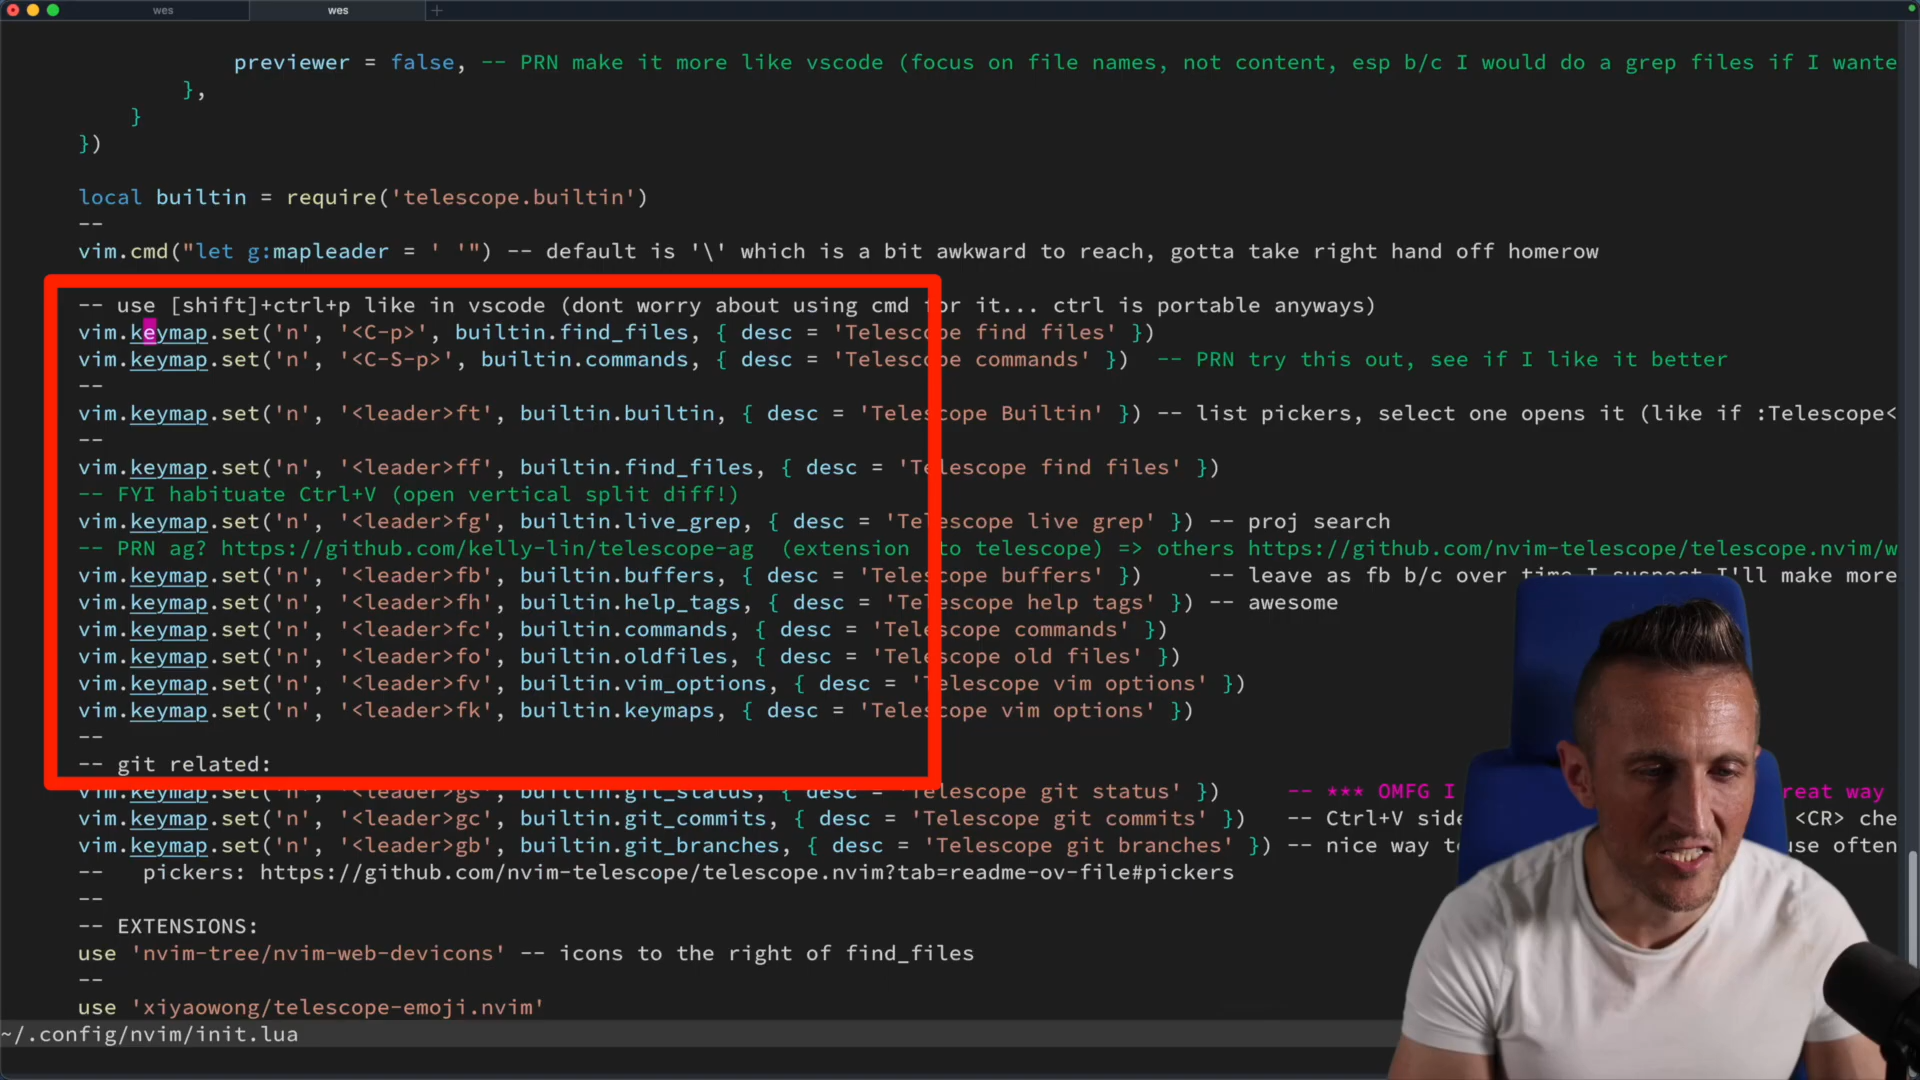 wes
wes
previewer = false, -- PRN make it more like vscode (focus on file names, not content, esp b/c I would do a grep files if I wante
},
}
})
local builtin = require('telescope.builtin')
--
vim.cmd("let g:mapleader = ' '") -- default is '\' which is a bit awkward to reach, gotta take right hand off homerow
-- use [shift]+ctrl+p like in vscode (dont worry about using cmd for it... ctrl is portable anyways)
vim.keymap.set('n', '<C-p>', builtin.find_files, { desc = 'Telescope find files' })
vim.keymap.set('n', '<C-S-p>', builtin.commands, { desc = 'Telescope commands' }) -- PRN try this out, see if I like it better
--
vim.keymap.set('n', '<leader>ft', builtin.builtin, { desc = 'Telescope Builtin' }) -- list pickers, select one opens it (like if :Telescope<
--
vim.keymap.set('n', '<leader>ff', builtin.find_files, { desc = 'Telescope find files' })
-- FYI habituate Ctrl+V (open vertical split diff!)
vim.keymap.set('n', '<leader>fg', builtin.live_grep, { desc = 'Telescope live grep' }) -- proj search
-- PRN ag? https://github.com/kelly-lin/telescope-ag (extension to telescope) => others https://github.com/nvim-telescope/telescope.nvim/w
vim.keymap.set('n', '<leader>fb', builtin.buffers, { desc = 'Telescope buffers' }) -- leave as fb b/c over time I suspect I'll make more
vim.keymap.set('n', '<leader>fh', builtin.help_tags, { desc = 'Telescope help tags' }) -- awesome
vim.keymap.set('n', '<leader>fc', builtin.commands, { desc = 'Telescope commands' })
vim.keymap.set('n', '<leader>fo', builtin.oldfiles, { desc = 'Telescope old files' })
vim.keymap.set('n', '<leader>fv', builtin.vim_options, { desc = 'Telescope vim options' })
vim.keymap.set('n', '<leader>fk', builtin.keymaps, { desc = 'Telescope vim options' })
--
-- git related:
vim.keymap.set('n', '<leader>gs', builtin.git_status, { desc = 'Telescope git status' }) -- *** OMFG I reat way
vim.keymap.set('n', '<leader>gc', builtin.git_commits, { desc = 'Telescope git commits' }) -- Ctrl+V side <CR> che
vim.keymap.set('n', '<leader>gb', builtin.git_branches, { desc = 'Telescope git branches' }) -- nice way t use often
-- pickers: https://github.com/nvim-telescope/telescope.nvim?tab=readme-ov-file#pickers
--
-- EXTENSIONS:
use 'nvim-tree/nvim-web-devicons' -- icons to the right of find_files
--
use 'xiyaowong/telescope-emoji.nvim'
~/.config/nvim/init.lua